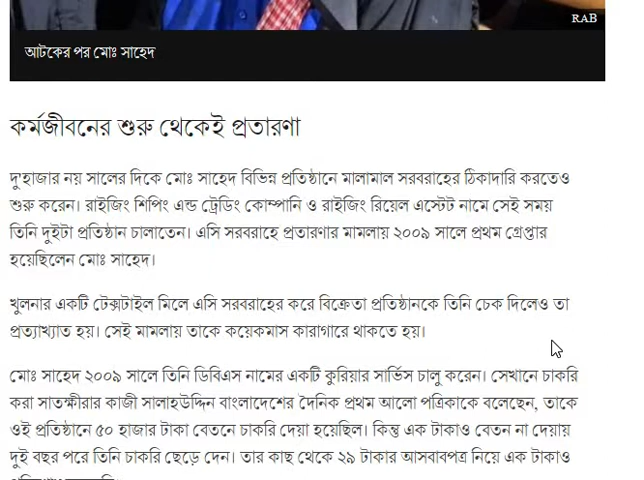 RAB
আটকের পর মোঃ সাহেদ
কর্মজীবনের শুরু থেকেই প্রতারণা
দু'হাজার নয় সালের দিকে মোঃ সাহেদ বিভিন্ন প্রতিষ্ঠানে মালামাল সরবরাহের ঠিকাদারি করতেও
শুরু করেন। রাইজিং শিপিং এন্ড ট্রেডিং কোম্পানি ও রাইজিং রিয়েল এস্টেট নামে সেই সময়
তিনি দুইটা প্রতিষ্ঠান চালাতেন। এসি সরবরাহে প্রতারণার মামলায় ২০০৯ সালে প্রথম গ্রেপ্তার
হয়েছিলেন মোঃ সাহেদ।
খুলনার একটি টেক্সটাইল মিলে এসি সরবরাহের করে বিক্রেতা প্রতিষ্ঠানকে তিনি চেক দিলেও তা
প্রত্যাখ্যাত হয়। সেই মামলায় তাকে কয়েকমাস কারাগারে থাকতে হয়।
মোঃ সাহেদ ২০০৯ সালে তিনি ডিবিএস নামের একটি কুরিয়ার সার্ভিস চালু করেন। সেখানে চাকরি
করা সাতক্ষীরার কাজী সালাহউদ্দিন বাংলাদেশের দৈনিক প্রথম আলো পত্রিকাকে বলেছেন, তাকে
ওই প্রতিষ্ঠানে ৫০ হাজার টাকা বেতনে চাকরি দেয়া হয়েছিল। কিন্তু এক টাকাও বেতন না দেয়ায়
দুই বছর পরে তিনি চাকরি ছেড়ে দেন। তার কাছ থেকে ২৯ টাকার আসবাবপত্র নিয়ে এক টাকাও